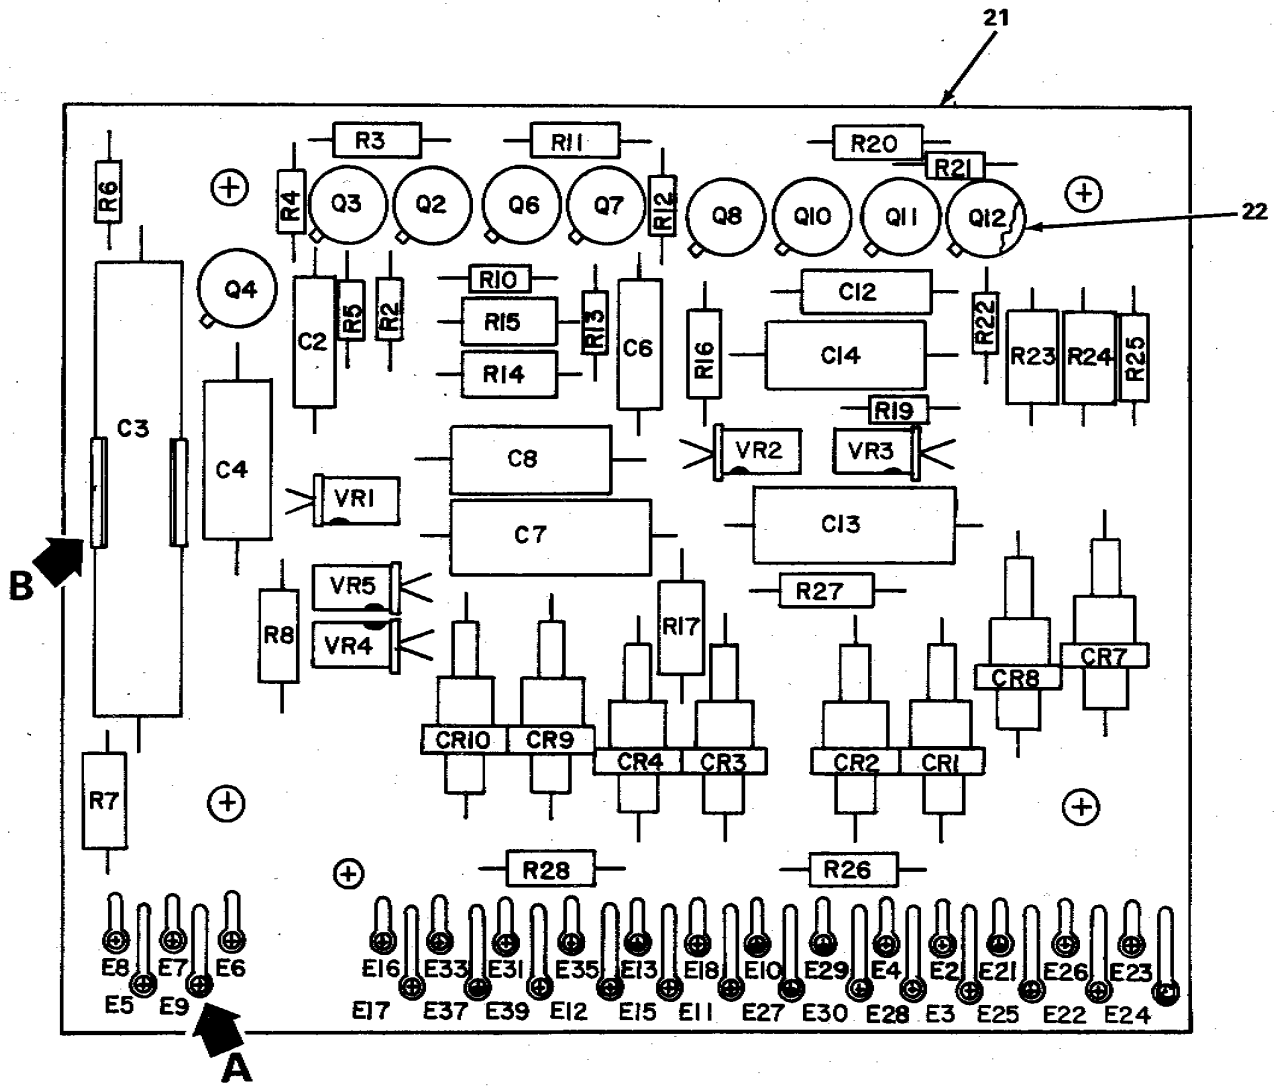 21
R3
R11
R20
R21
R6
R4
Q3
Q2
Q6
Q7
R12
Q8
Q10
Q11
Q12
22
Q4
R10
C12
C2
R5
R2
R15
R13
C6
R16
C14
R22
R23
R24
R25
R14
R19
C3
C4
C8
VR2
VR3
VR1
C7
C13
B
VR5
R27
R8
VR4
R17
CR8
CR7
CR10
CR9
CR4
CR3
CR2
CR1
R7
R28
R26
E8 E7 E6 E16 E33 E31 E35 E13 E18 E10 E29 E4 E2 E21 E26 E23
E5 E9 E17 E37 E39 E12 E15 E11 E27 E30 E28 E3 E25 E22 E24
A